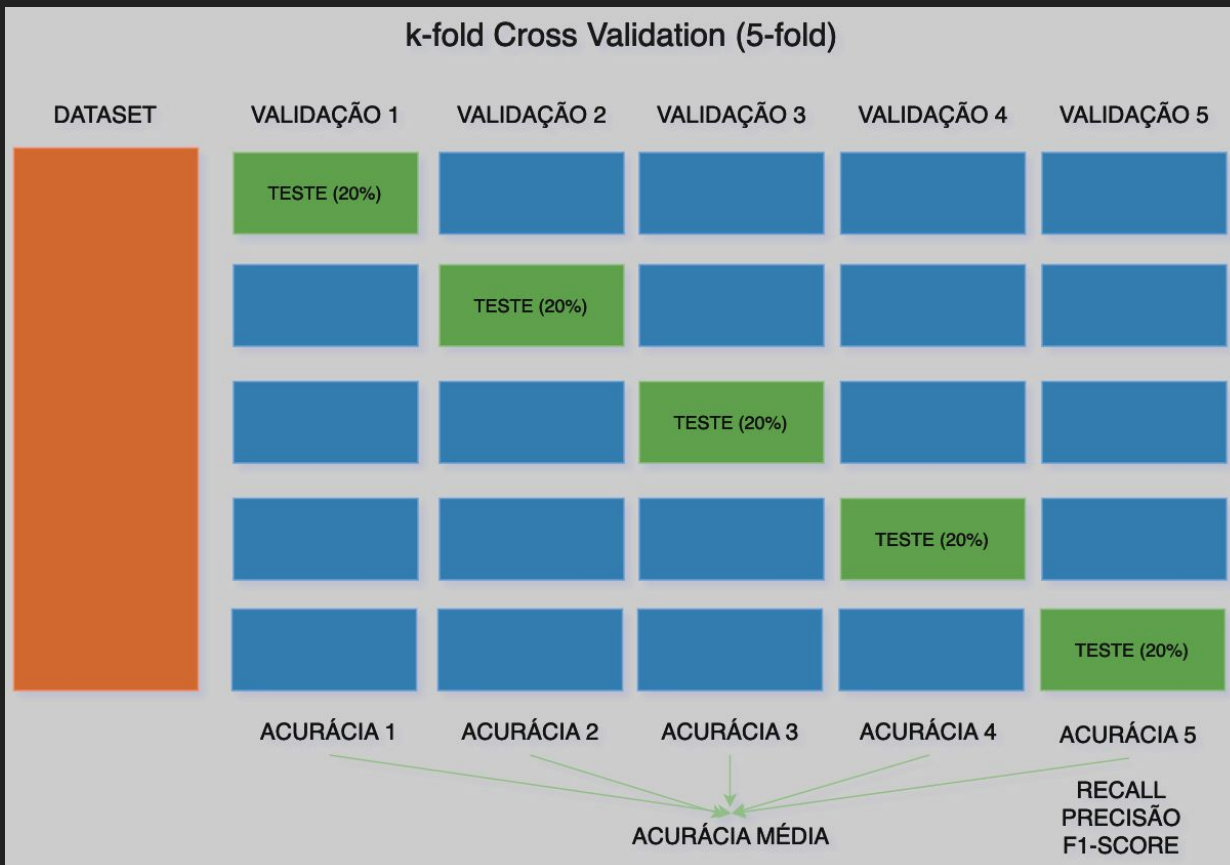 k-fold Cross Validation (5-fold)
DATASET
VALIDAÇÃO 1
VALIDAÇÃO 2
VALIDAÇÃO 3
VALIDAÇÃO 4
VALIDAÇÃO 5
TESTE (20%)
TESTE (20%)
TESTE (20%)
TESTE (20%)
TESTE (20%)
ACURÁCIA 1
ACURÁCIA 2
ACURÁCIA 3
ACURÁCIA 4
ACURÁCIA 5
RECALL
PRECISÃO
F1-SCORE
ACURÁCIA MÉDIA